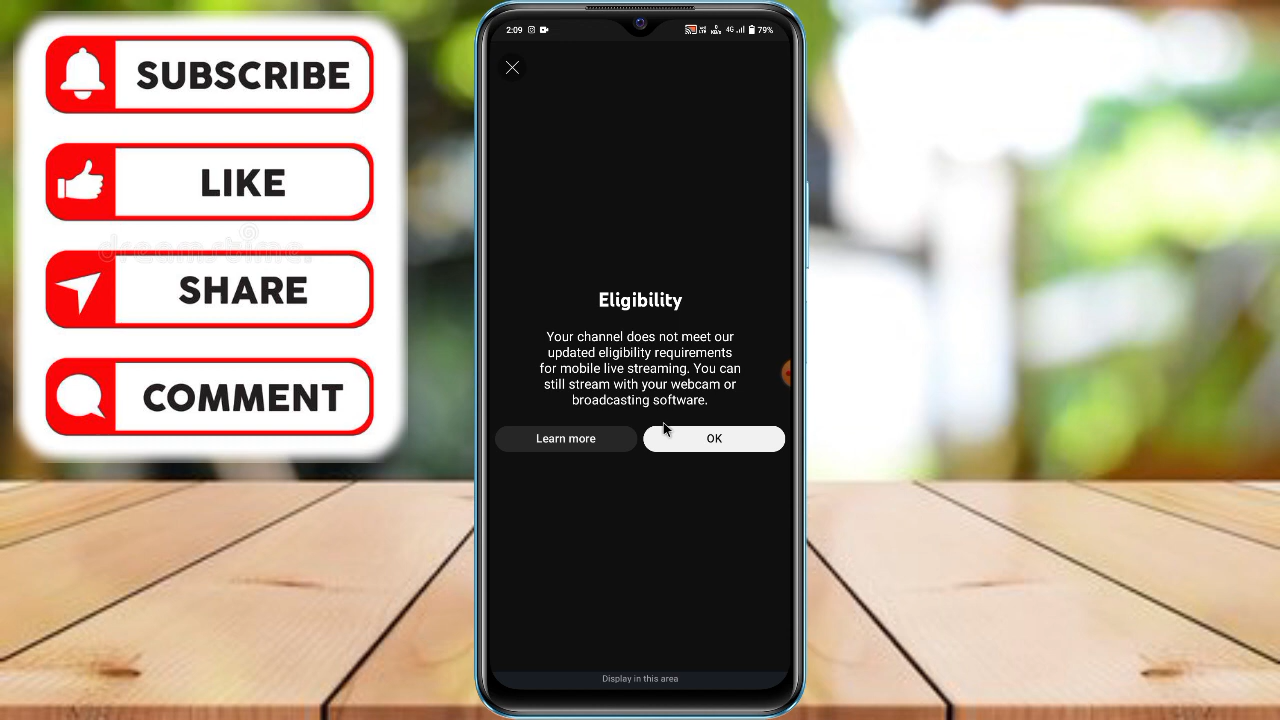 SUBSCRIBE
LIKE
dreamstime.
SHARE
COMMENT
2:09
4G
79%
Eligibility
Your channel does not meet our
updated eligibility requirements
for mobile live streaming. You can
still stream with your webcam or
broadcasting software.
Learn more
OK
Display in this area